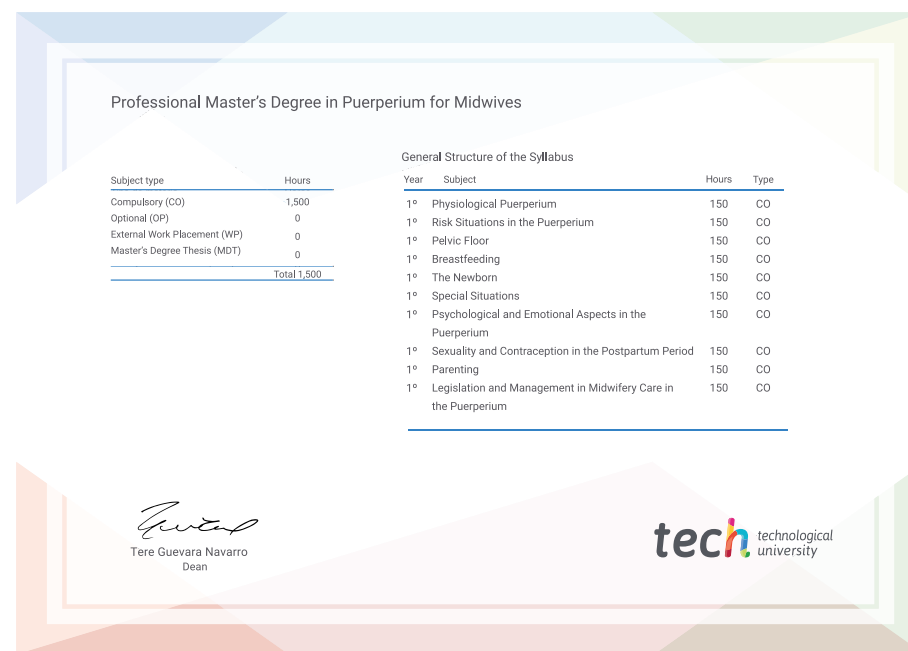 Professional Master's Degree in Puerperium for Midwives
General Structure of the Syllabus
Subject type Hours
Compulsory (CO) 1,500
Optional (OP) 0
External Work Placement (WP) 0
Master's Degree Thesis (MDT) 0
Total 1,500
Year Subject Hours Type
1º Physiological Puerperium 150 CO
1º Risk Situations in the Puerperium 150 CO
1º Pelvic Floor 150 CO
1º Breastfeeding 150 CO
1º The Newborn 150 CO
1º Special Situations 150 CO
1º Psychological and Emotional Aspects in the 150 CO
Puerperium
1º Sexuality and Contraception in the Postpartum Period 150 CO
1º Parenting 150 CO
1º Legislation and Management in Midwifery Care in 150 CO
the Puerperium
Tere Guevara Navarro
Dean
tech technological
university